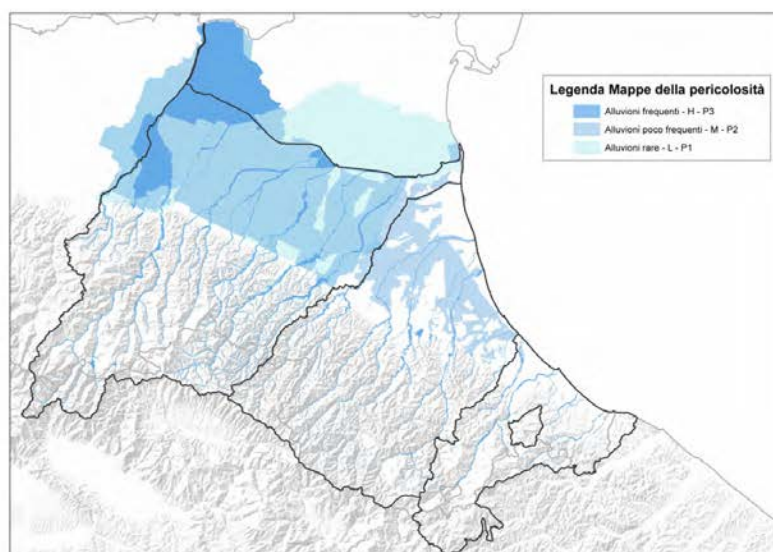 Legenda Mappe della pericolosità
Alluvioni frequenti - H - P3
Alluvioni poco frequenti - M - P2
Alluvioni rare - L - P1